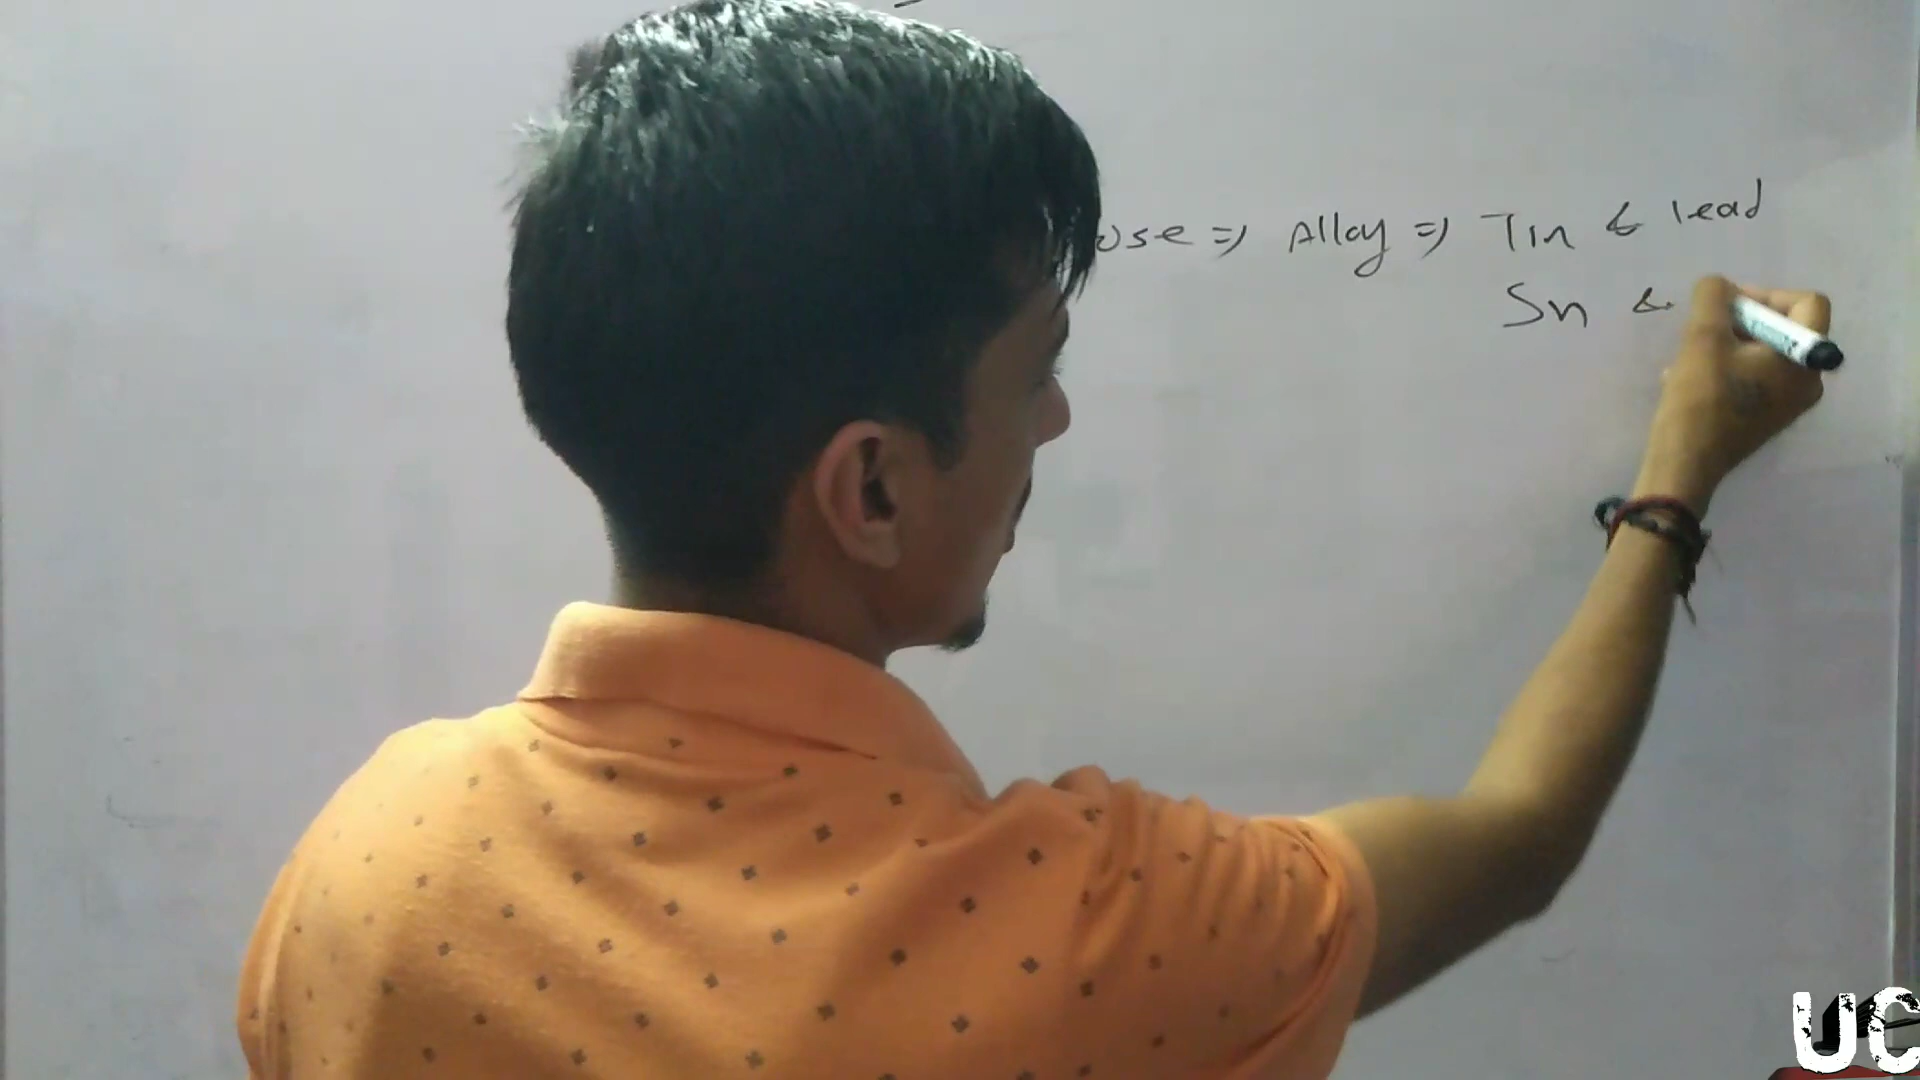 use => Alloy => Tin & lead
Sn &
UC